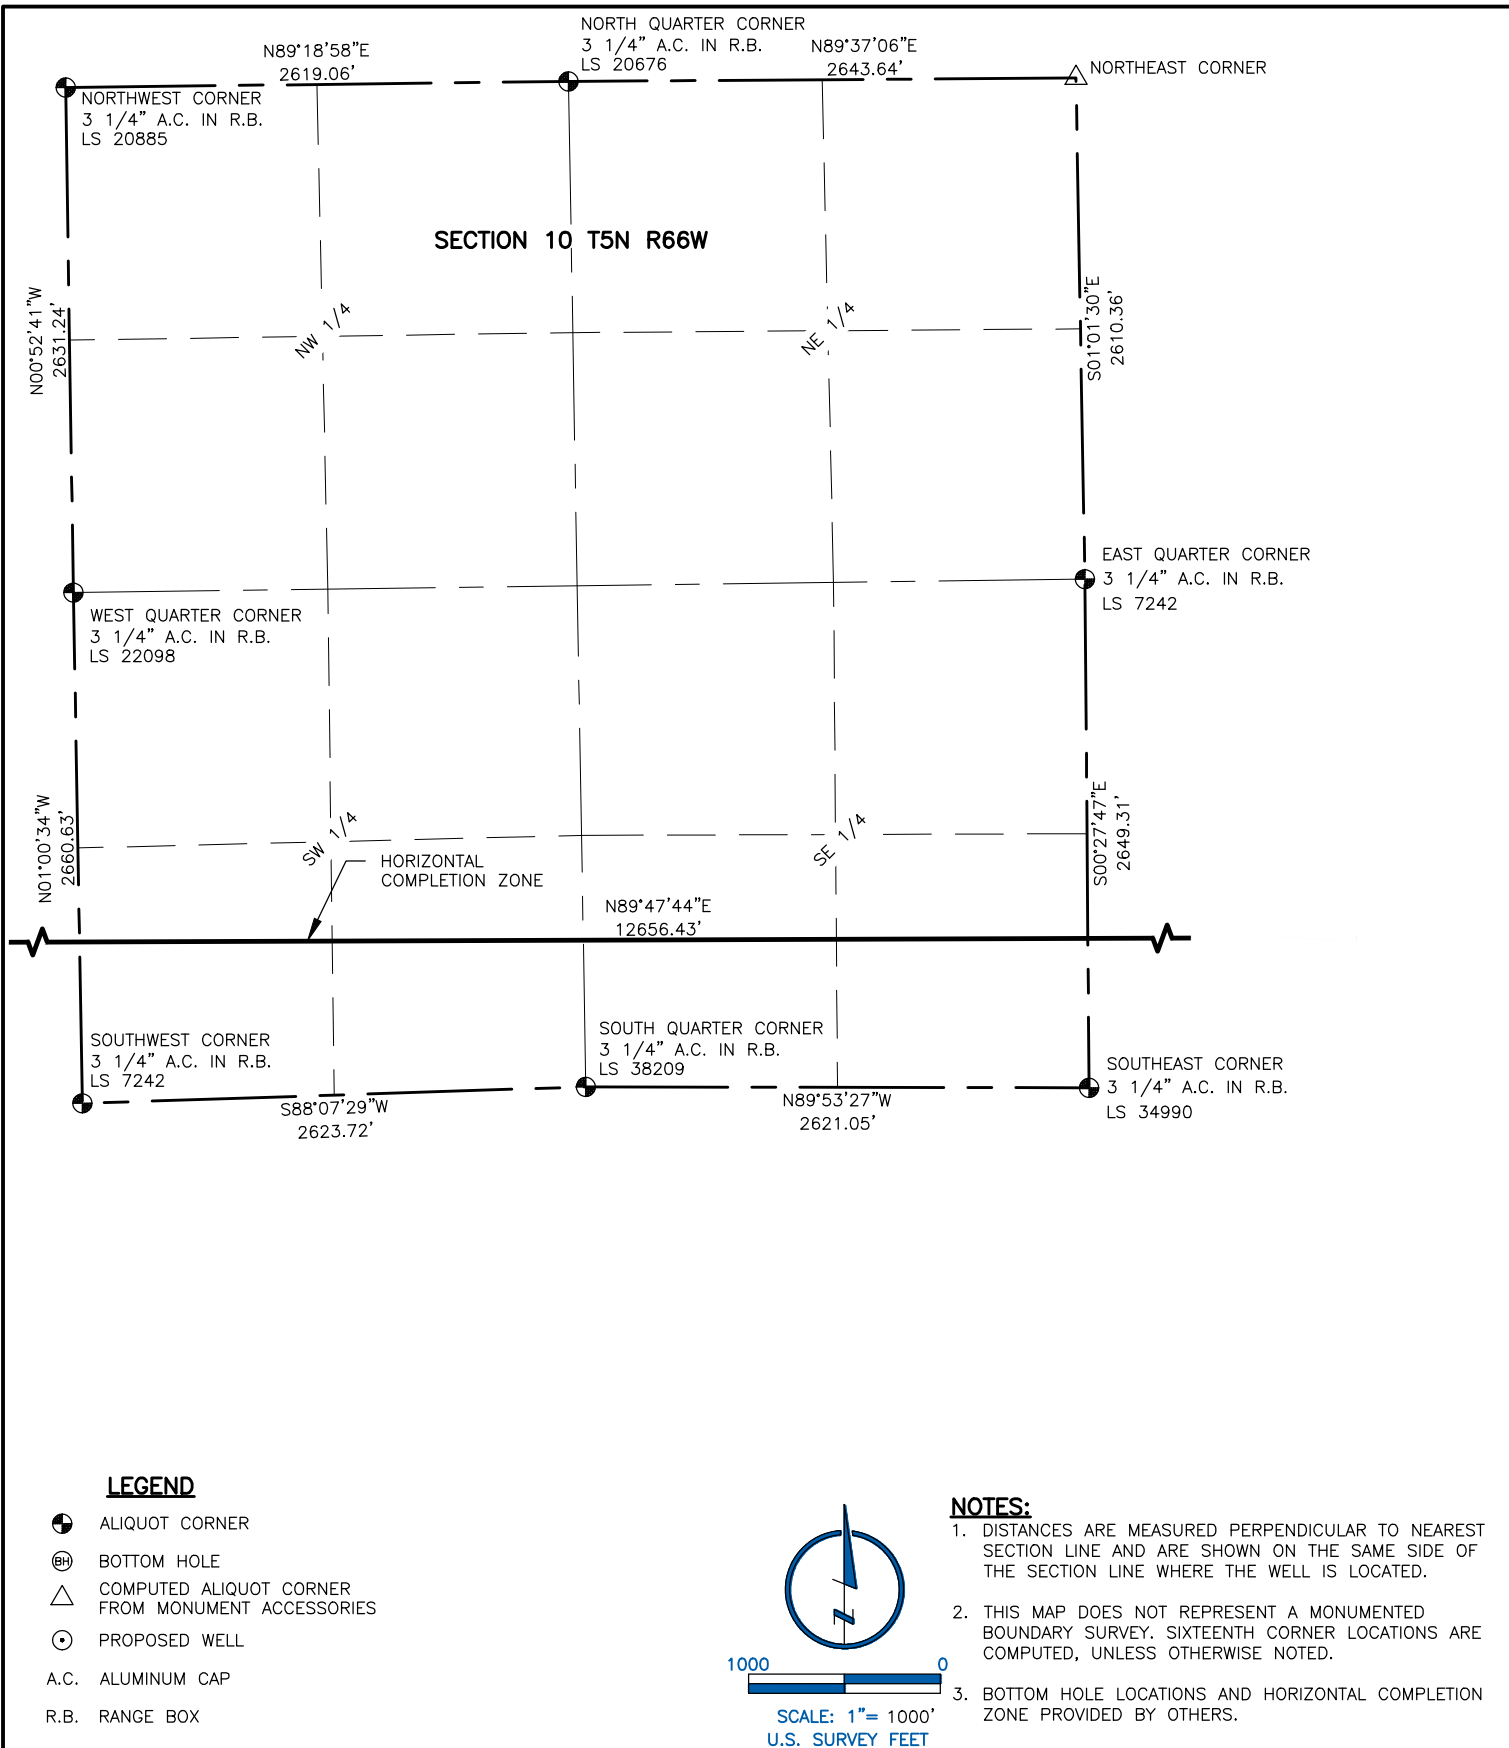 NORTH QUARTER CORNER
3 1/4" A.C. IN R.B.
LS 20676
N89°18'58"E
2619.06'
N89°37'06"E
2643.64'
NORTHEAST CORNER
NORTHWEST CORNER
3 1/4" A.C. IN R.B.
LS 20885
SECTION 10 T5N R66W
N00°52'41"W
2631.24'
NW 1/4
NE 1/4
S01°01'30"E
2610.36'
EAST QUARTER CORNER
3 1/4" A.C. IN R.B.
LS 7242
WEST QUARTER CORNER
3 1/4" A.C. IN R.B.
LS 22098
N01°00'34"W
2660.63'
SW 1/4
SE 1/4
S00°27'47"E
2649.31'
HORIZONTAL
COMPLETION ZONE
N89°47'44"E
12656.43'
SOUTHWEST CORNER
3 1/4" A.C. IN R.B.
LS 7242
SOUTH QUARTER CORNER
3 1/4" A.C. IN R.B.
LS 38209
SOUTHEAST CORNER
3 1/4" A.C. IN R.B.
LS 34990
S88°07'29"W
2623.72'
N89°53'27"W
2621.05'
LEGEND
ALIQUOT CORNER
BH BOTTOM HOLE
COMPUTED ALIQUOT CORNER
FROM MONUMENT ACCESSORIES
PROPOSED WELL
A.C. ALUMINUM CAP
R.B. RANGE BOX
N
1000 0
SCALE: 1"= 1000'
U.S. SURVEY FEET
NOTES:
1. DISTANCES ARE MEASURED PERPENDICULAR TO NEAREST
SECTION LINE AND ARE SHOWN ON THE SAME SIDE OF
THE SECTION LINE WHERE THE WELL IS LOCATED.
2. THIS MAP DOES NOT REPRESENT A MONUMENTED
BOUNDARY SURVEY. SIXTEENTH CORNER LOCATIONS ARE
COMPUTED, UNLESS OTHERWISE NOTED.
3. BOTTOM HOLE LOCATIONS AND HORIZONTAL COMPLETION
ZONE PROVIDED BY OTHERS.